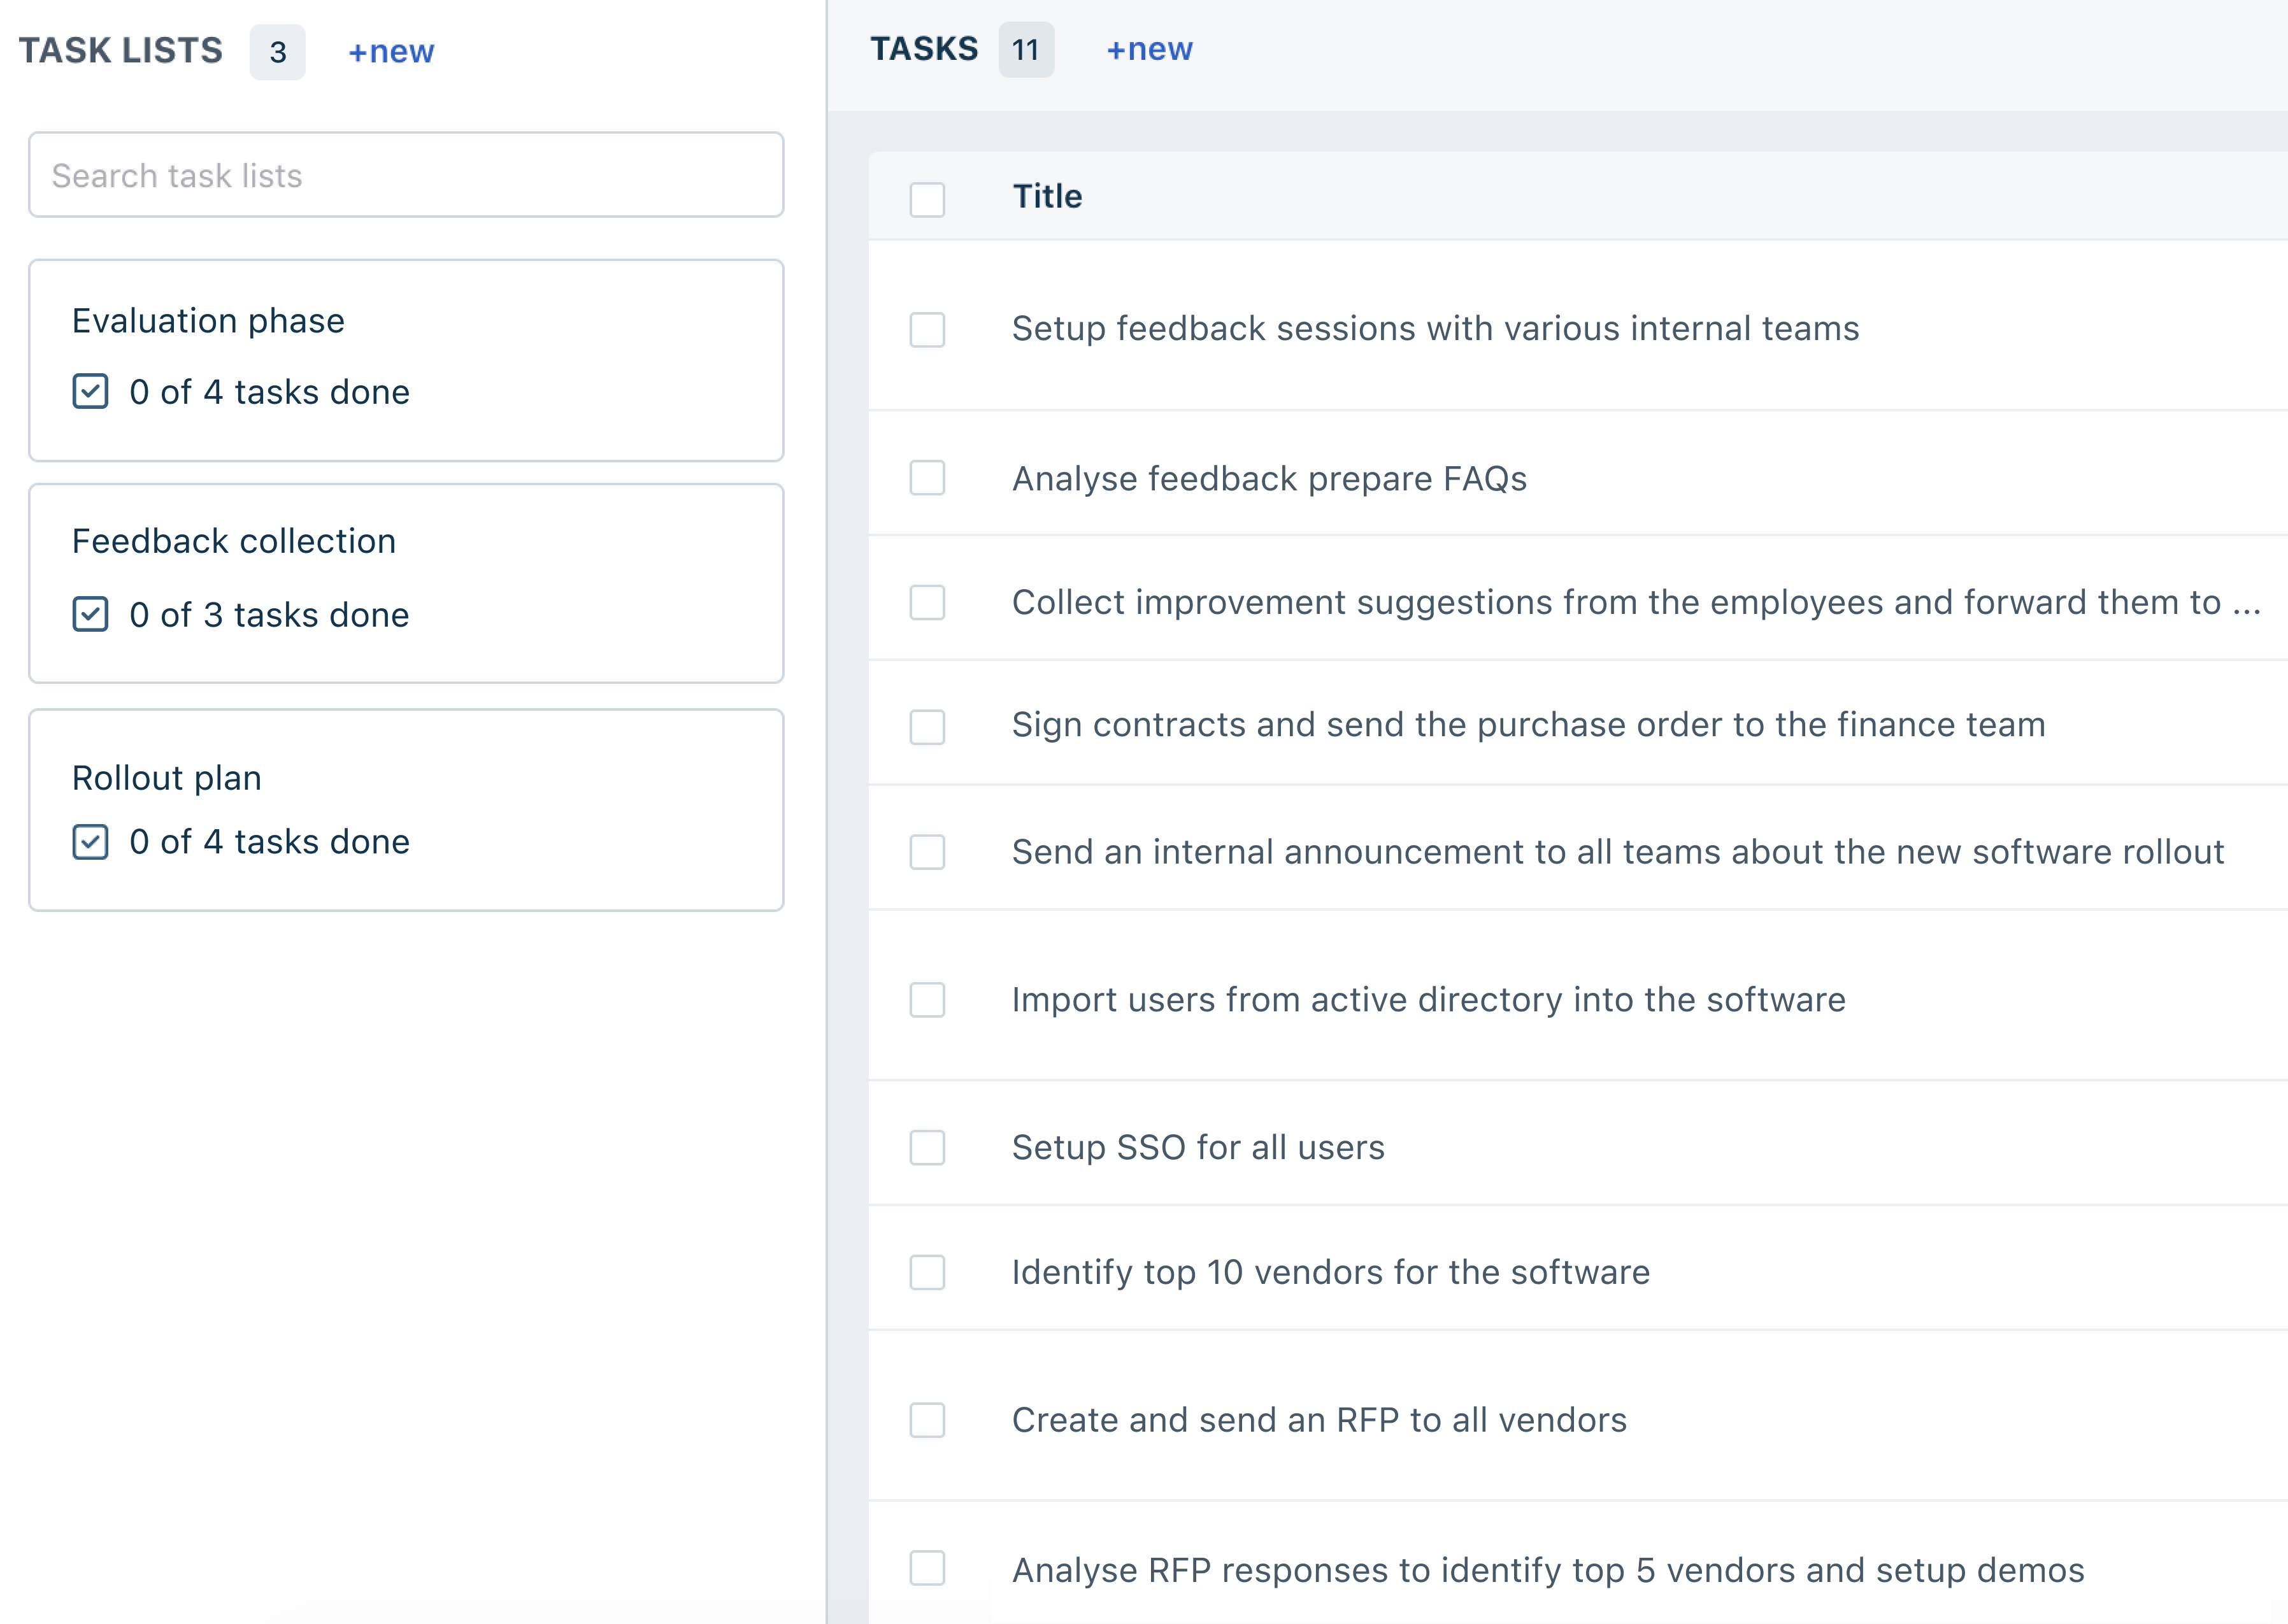 TASK LISTS 3 +new
Search task lists
Evaluation phase
0 of 4 tasks done
Feedback collection
0 of 3 tasks done
Rollout plan
0 of 4 tasks done
TASKS 11 +new
Title
Setup feedback sessions with various internal teams
Analyse feedback prepare FAQs
Collect improvement suggestions from the employees and forward them to ...
Sign contracts and send the purchase order to the finance team
Send an internal announcement to all teams about the new software rollout
Import users from active directory into the software
Setup SSO for all users
Identify top 10 vendors for the software
Create and send an RFP to all vendors
Analyse RFP responses to identify top 5 vendors and setup demos